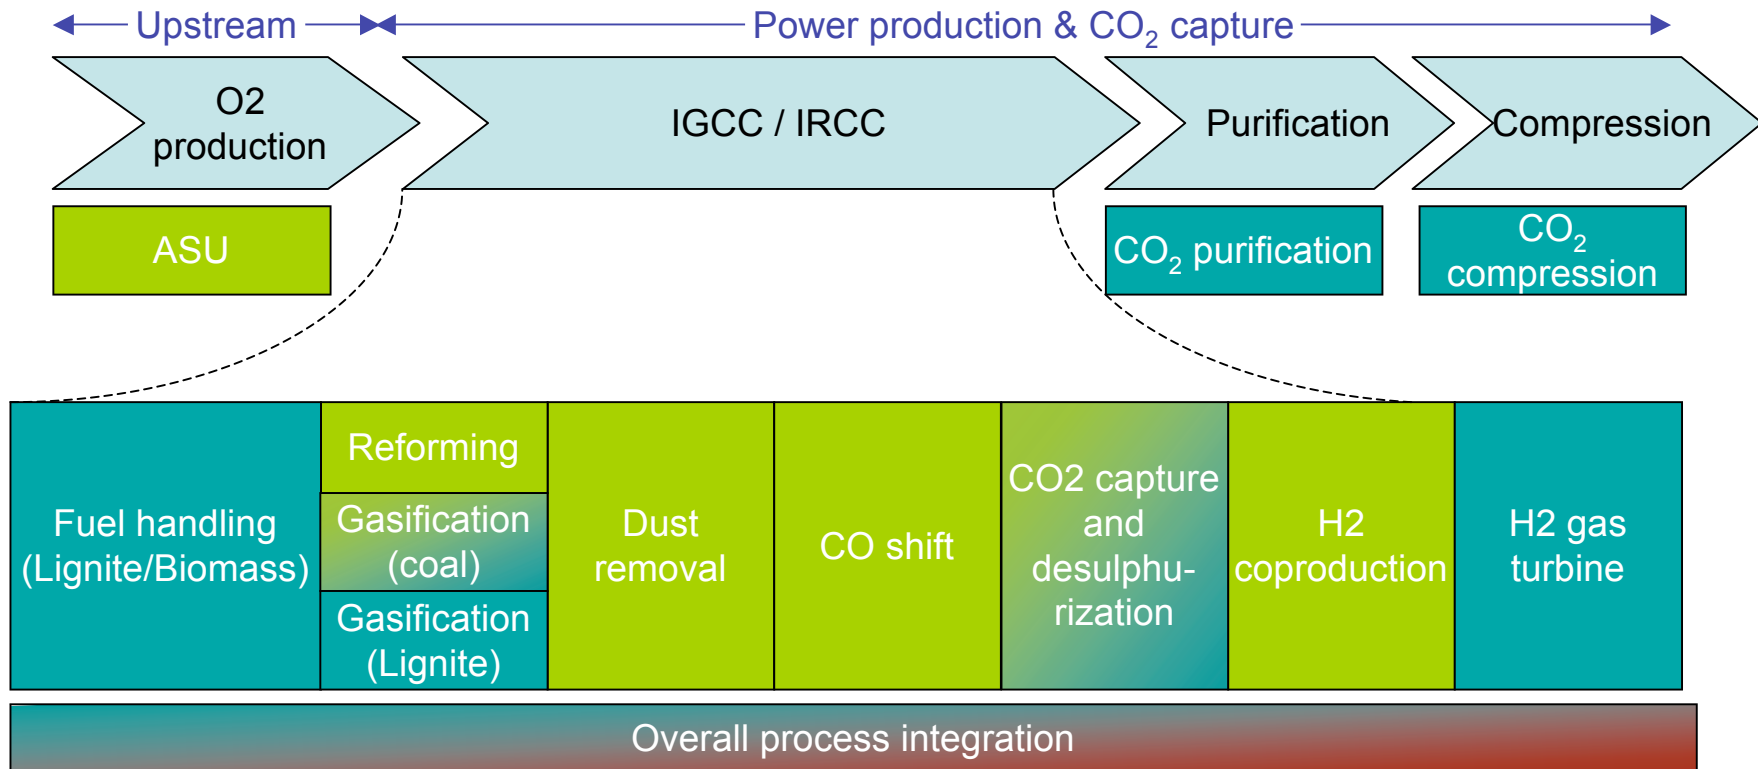 Upstream
Power production & CO₂ capture
O2
production
IGCC / IRCC
Purification
Compression
ASU
CO₂ purification
CO₂
compression
Fuel handling
(Lignite/Biomass)
Reforming
Gasification
(coal)
Gasification
(Lignite)
Dust
removal
CO shift
CO2 capture
and
desulphu-
rization
H2
coproduction
H2 gas
turbine
Overall process integration